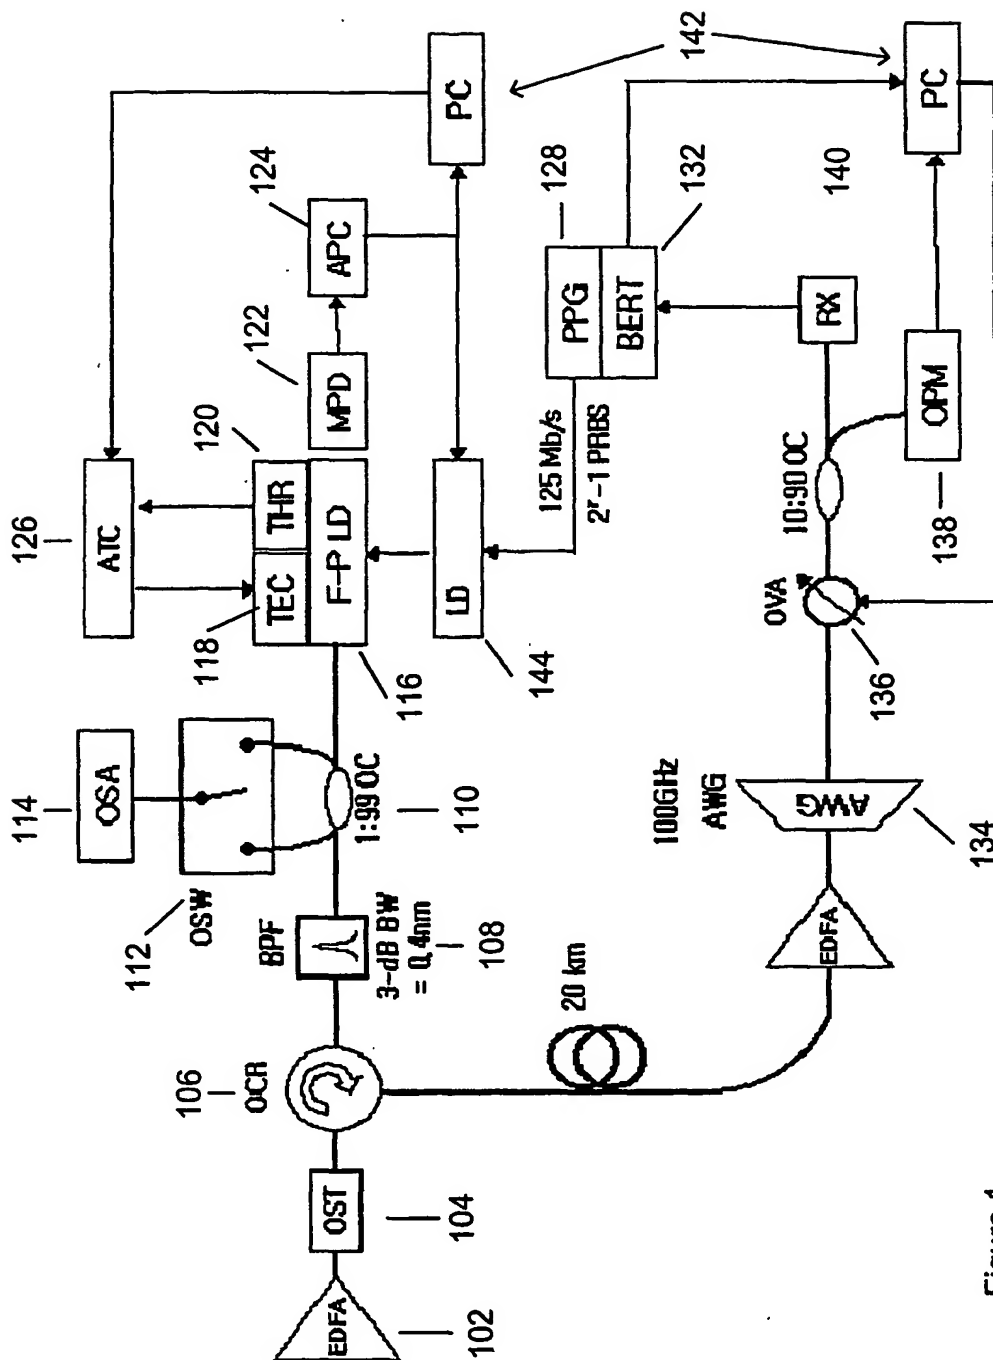 114
OSA
112
OSW
126
ATC
118
TEC
THR
120
F-P LD
116
122
MPD
124
APC
PC
142
LD
144
125 Mb/s
2ʳ-1 PRBS
PPG
128
BERT
132
106
OCR
BPF
3-dB BW
= 0,4nm
108
1:99 OC
110
EDFA
102
OST
104
20 km
EDFA
100GHz
AWG
AWG
134
OVA
136
10:90 OC
RX
OPM
138
140
PC
Figure 1